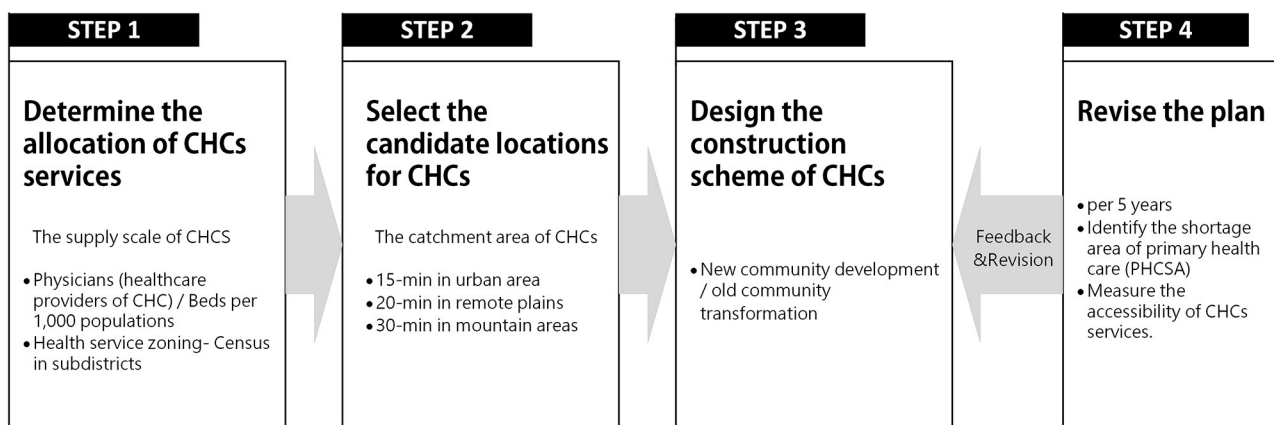 STEP 1
Determine the
allocation of CHCs
services
The supply scale of CHCS
• Physicians (healthcare
providers of CHC) / Beds per
1,000 populations
• Health service zoning- Census
in subdistricts
STEP 2
Select the
candidate locations
for CHCs
The catchment area of CHCs
• 15-min in urban area
• 20-min in remote plains
• 30-min in mountain areas
STEP 3
Design the
construction
scheme of CHCs
• New community development
/ old community
transformation
Feedback
&Revision
STEP 4
Revise the plan
• per 5 years
• Identify the shortage
area of primary health
care (PHCSA)
• Measure the
accessibility of CHCs
services.